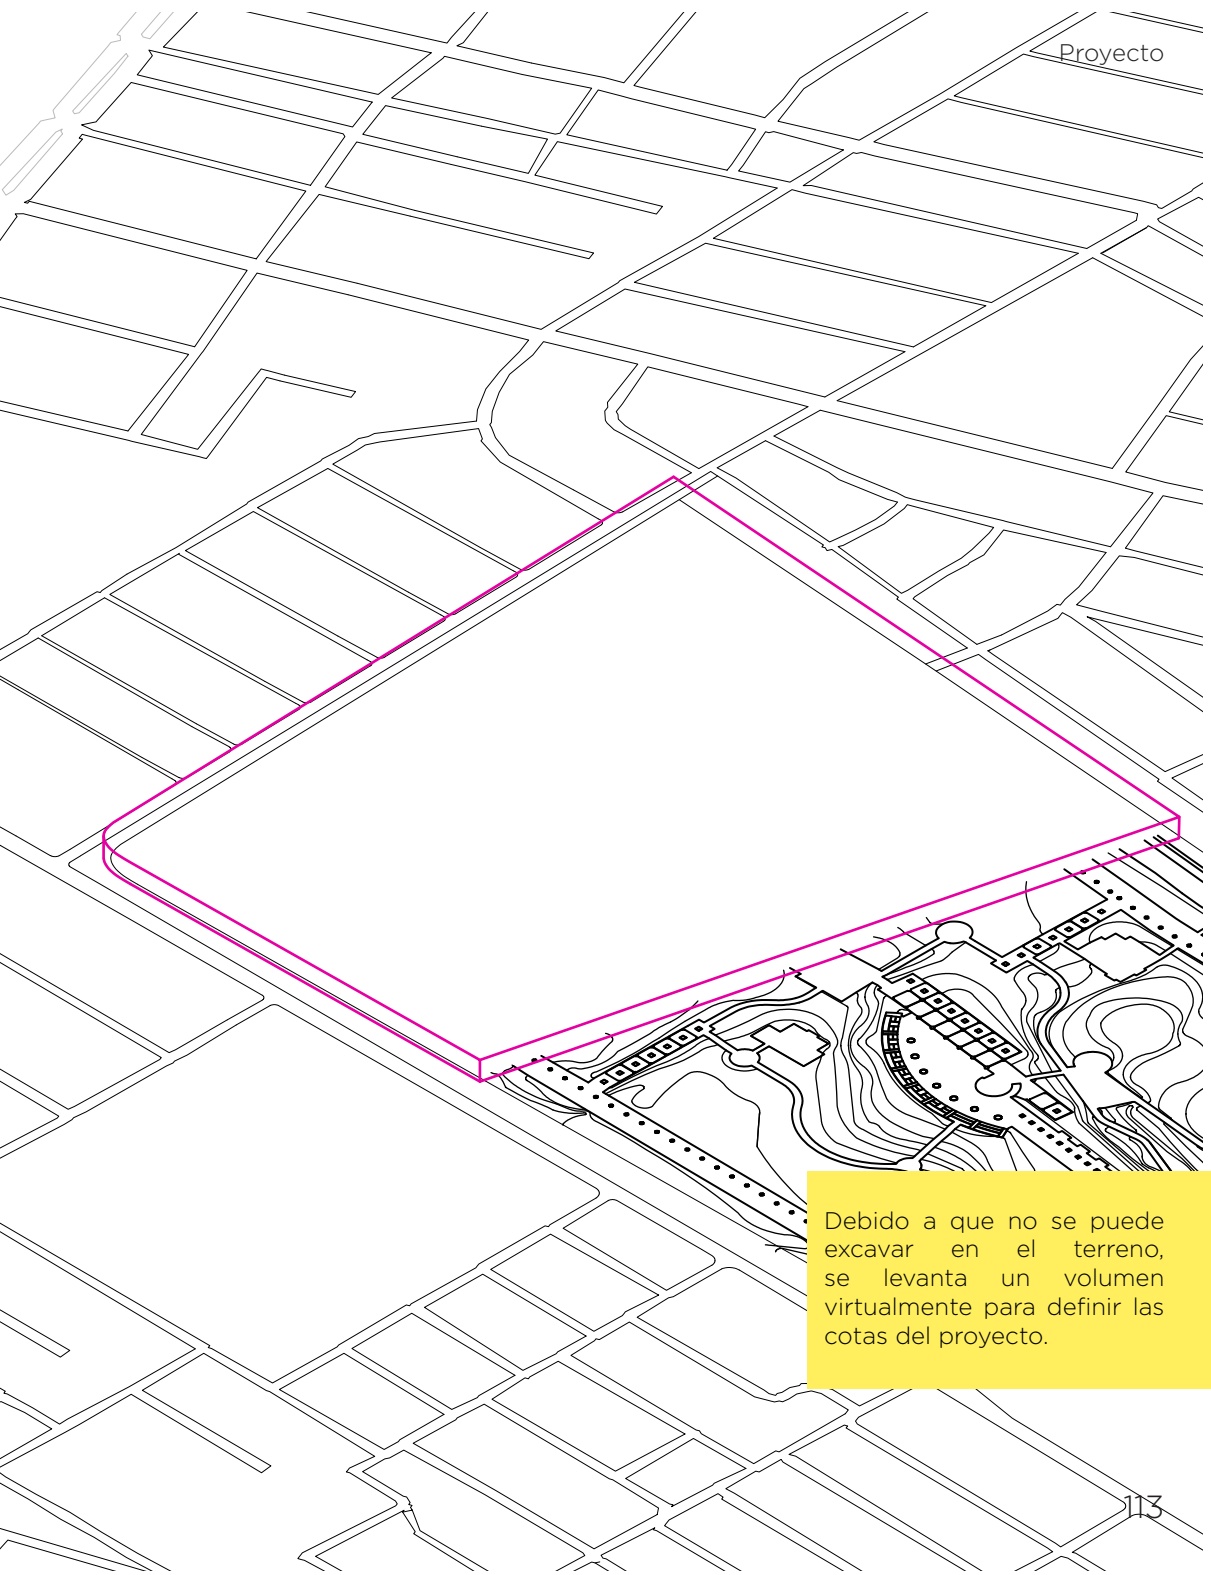 Proyecto
Debido a que no se puede
excavar en el terreno,
se levanta un volumen
virtualmente para definir las
cotas del proyecto.
113